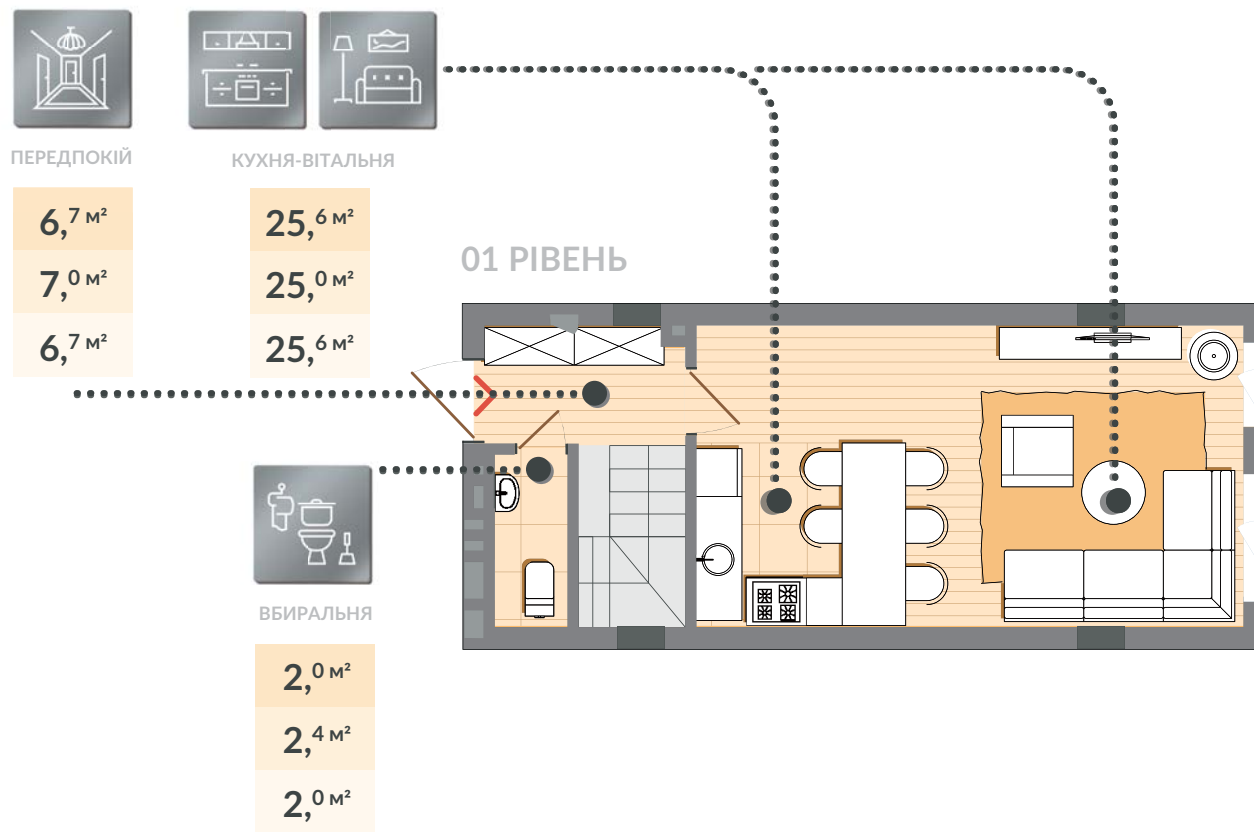 ПЕРЕДПОКІЙ
6,7 м²
7,0 м²
6,7 м²
КУХНЯ-ВІТАЛЬНЯ
25,6 м²
25,0 м²
25,6 м²
01 РІВЕНЬ
ВБИРАЛЬНЯ
2,0 м²
2,4 м²
2,0 м²